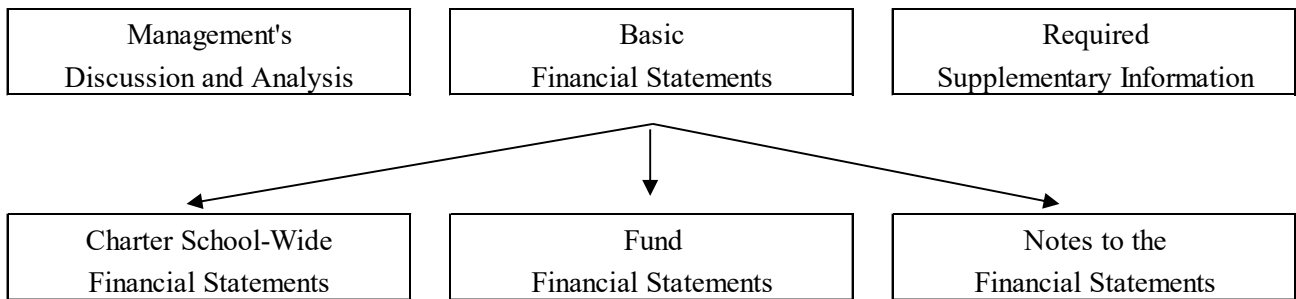 Management's
Discussion and Analysis
Basic
Financial Statements
Required
Supplementary Information
Charter School-Wide
Financial Statements
Fund
Financial Statements
Notes to the
Financial Statements